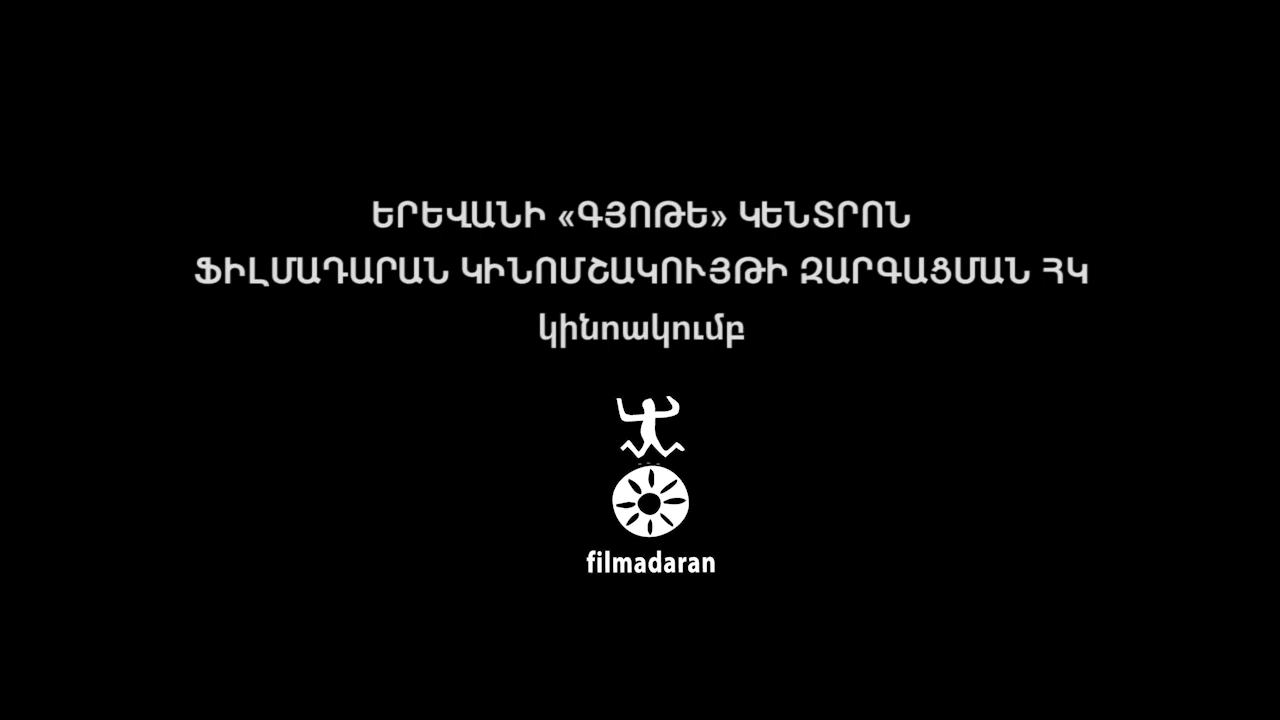 ԵՐԵՎԱՆԻ «ԳՅՈԹԵ» ԿԵՆՏՐՈՆ
ՖԻԼՄԱԴԱՐԱՆ ԿԻՆՈՄՇԱԿՈՒՅԹԻ ԶԱՐԳԱՑՄԱՆ ՀԿ
կինոակումբ
filmadaran